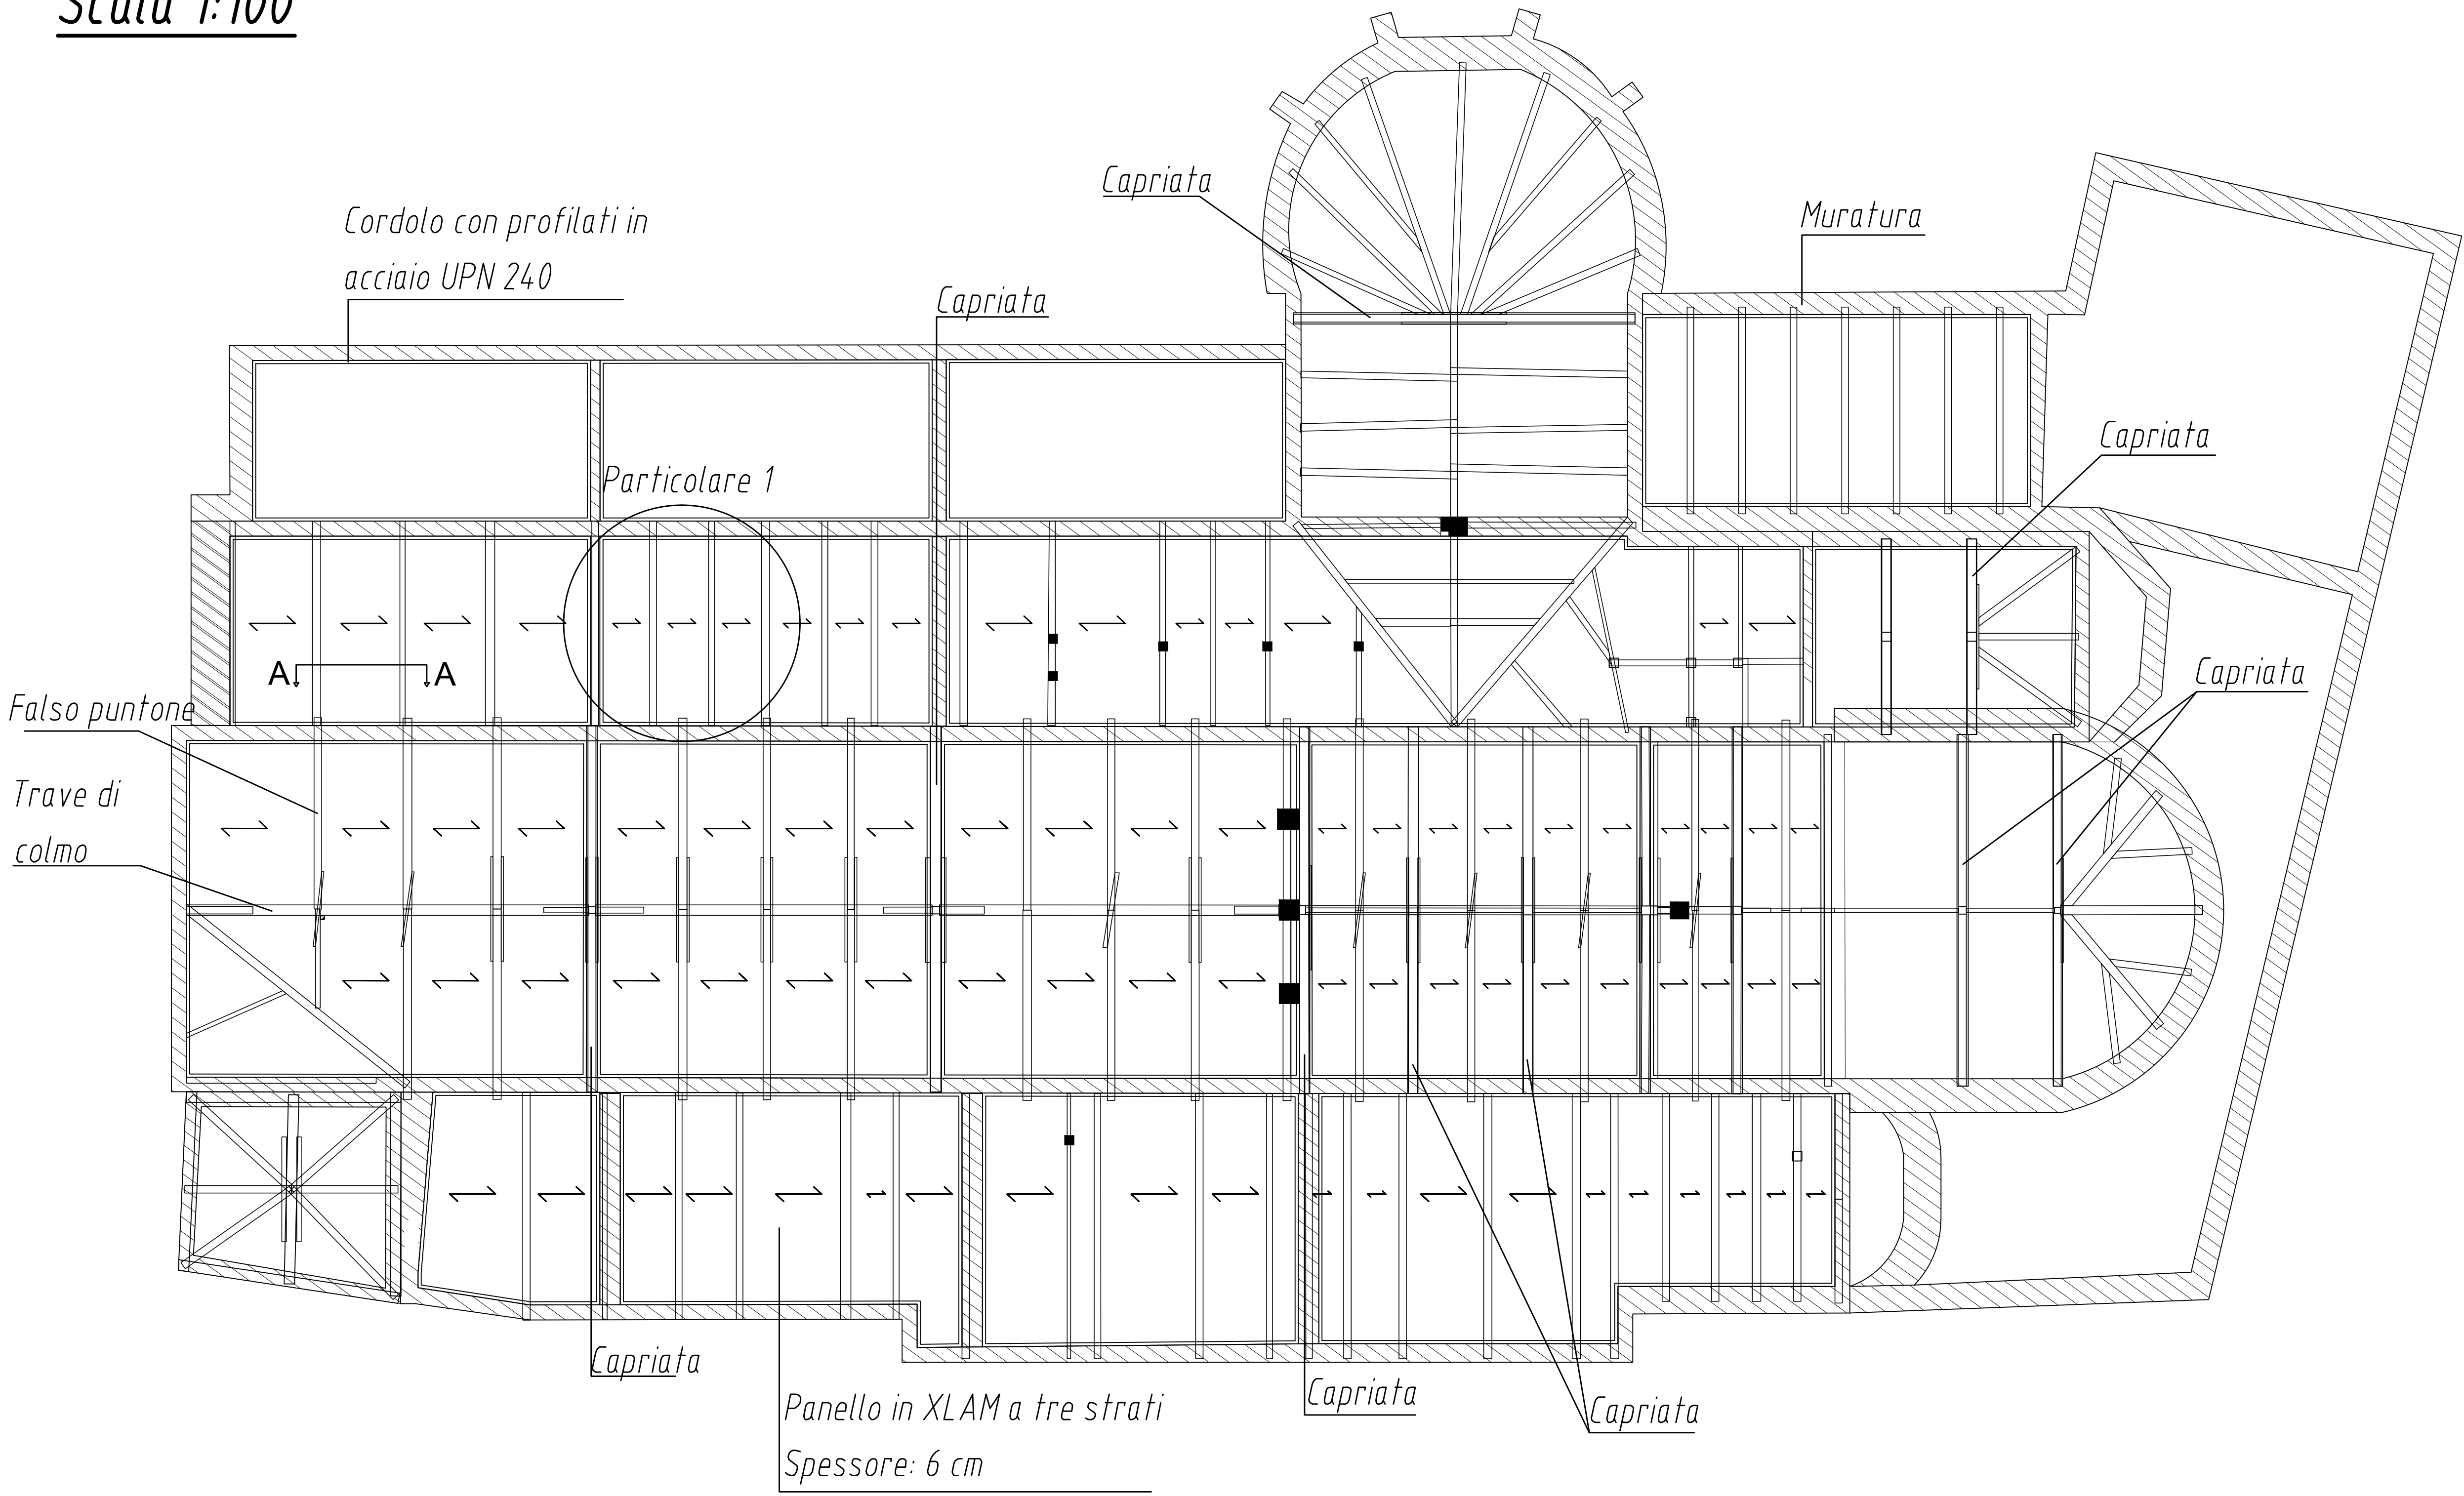 Scala 1:100
Capriata
Muratura
Cordolo con profilati in
acciaio UPN 240
Capriata
Capriata
Particolare 1
A
A
Capriata
Falso puntone
Trave di
colmo
Capriata
Capriata
Capriata
Panello in XLAM a tre strati
Spessore: 6 cm